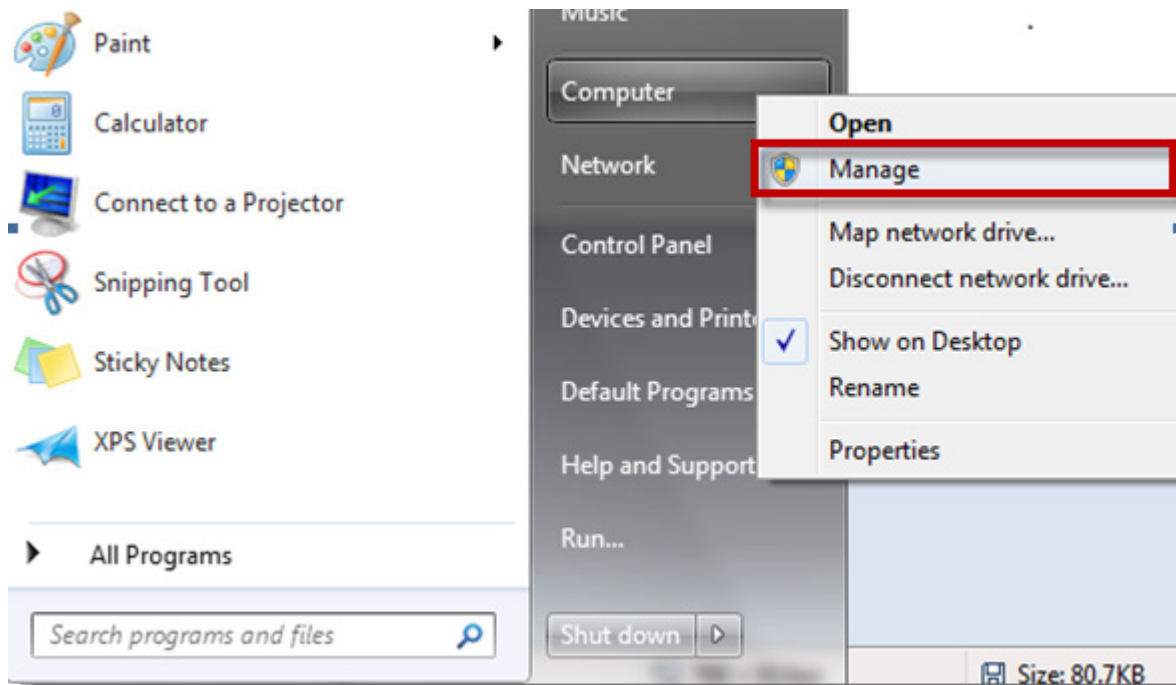 Paint
Calculator
Connect to a Projector
Snipping Tool
Sticky Notes
XPS Viewer
All Programs
Search programs and files
Music
Computer
Network
Control Panel
Devices and Printe
Default Programs
Help and Support
Run...
Shut down
Open
Manage
Map network drive...
Disconnect network drive...
Show on Desktop
Rename
Properties
Size: 80.7KB